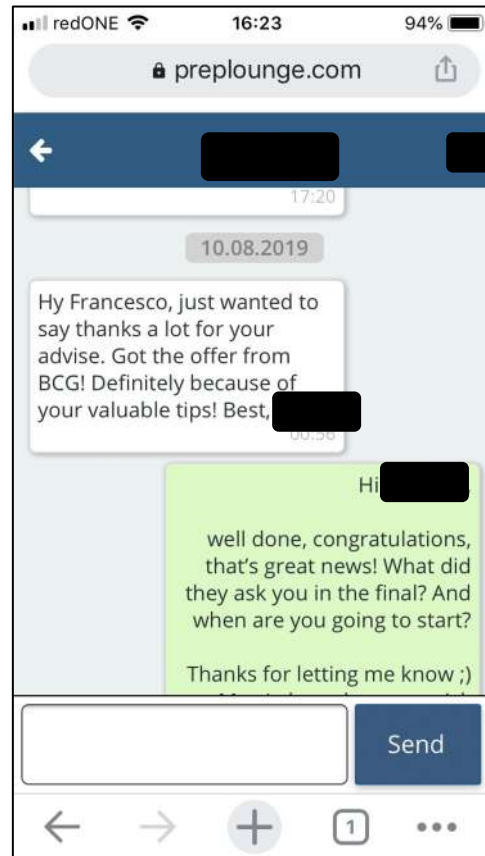 redONE 16:23 94%
preplounge.com
17:20
10.08.2019
Hy Francesco, just wanted to
say thanks a lot for your
advise. Got the offer from
BCG! Definitely because of
your valuable tips! Best,
00:56
Hi
well done, congratulations,
that's great news! What did
they ask you in the final? And
when are you going to start?
Thanks for letting me know ;)
Send
1